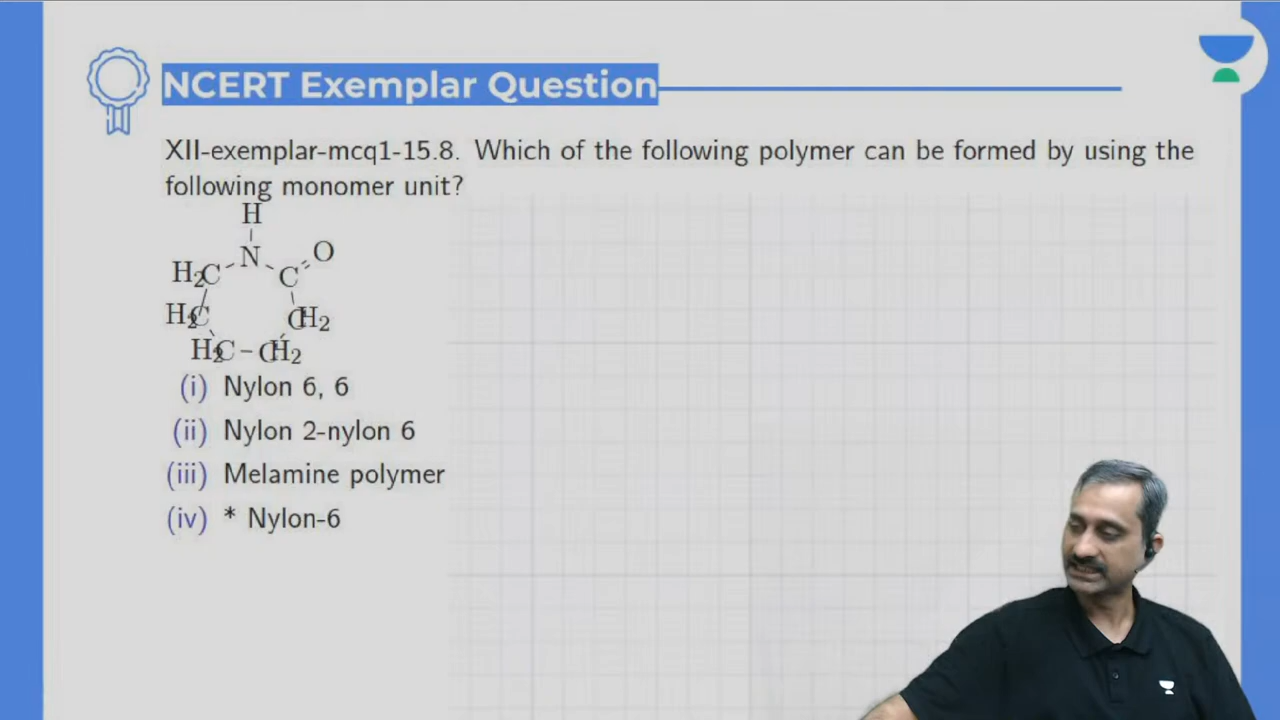 NCERT Exemplar Question
XII-exemplar-mcq1-15.8. Which of the following polymer can be formed by using the
following monomer unit?
H
N
O
H2C
C
H2C
CH2
H2C – CH2
(i) Nylon 6, 6
(ii) Nylon 2-nylon 6
(iii) Melamine polymer
(iv) * Nylon-6